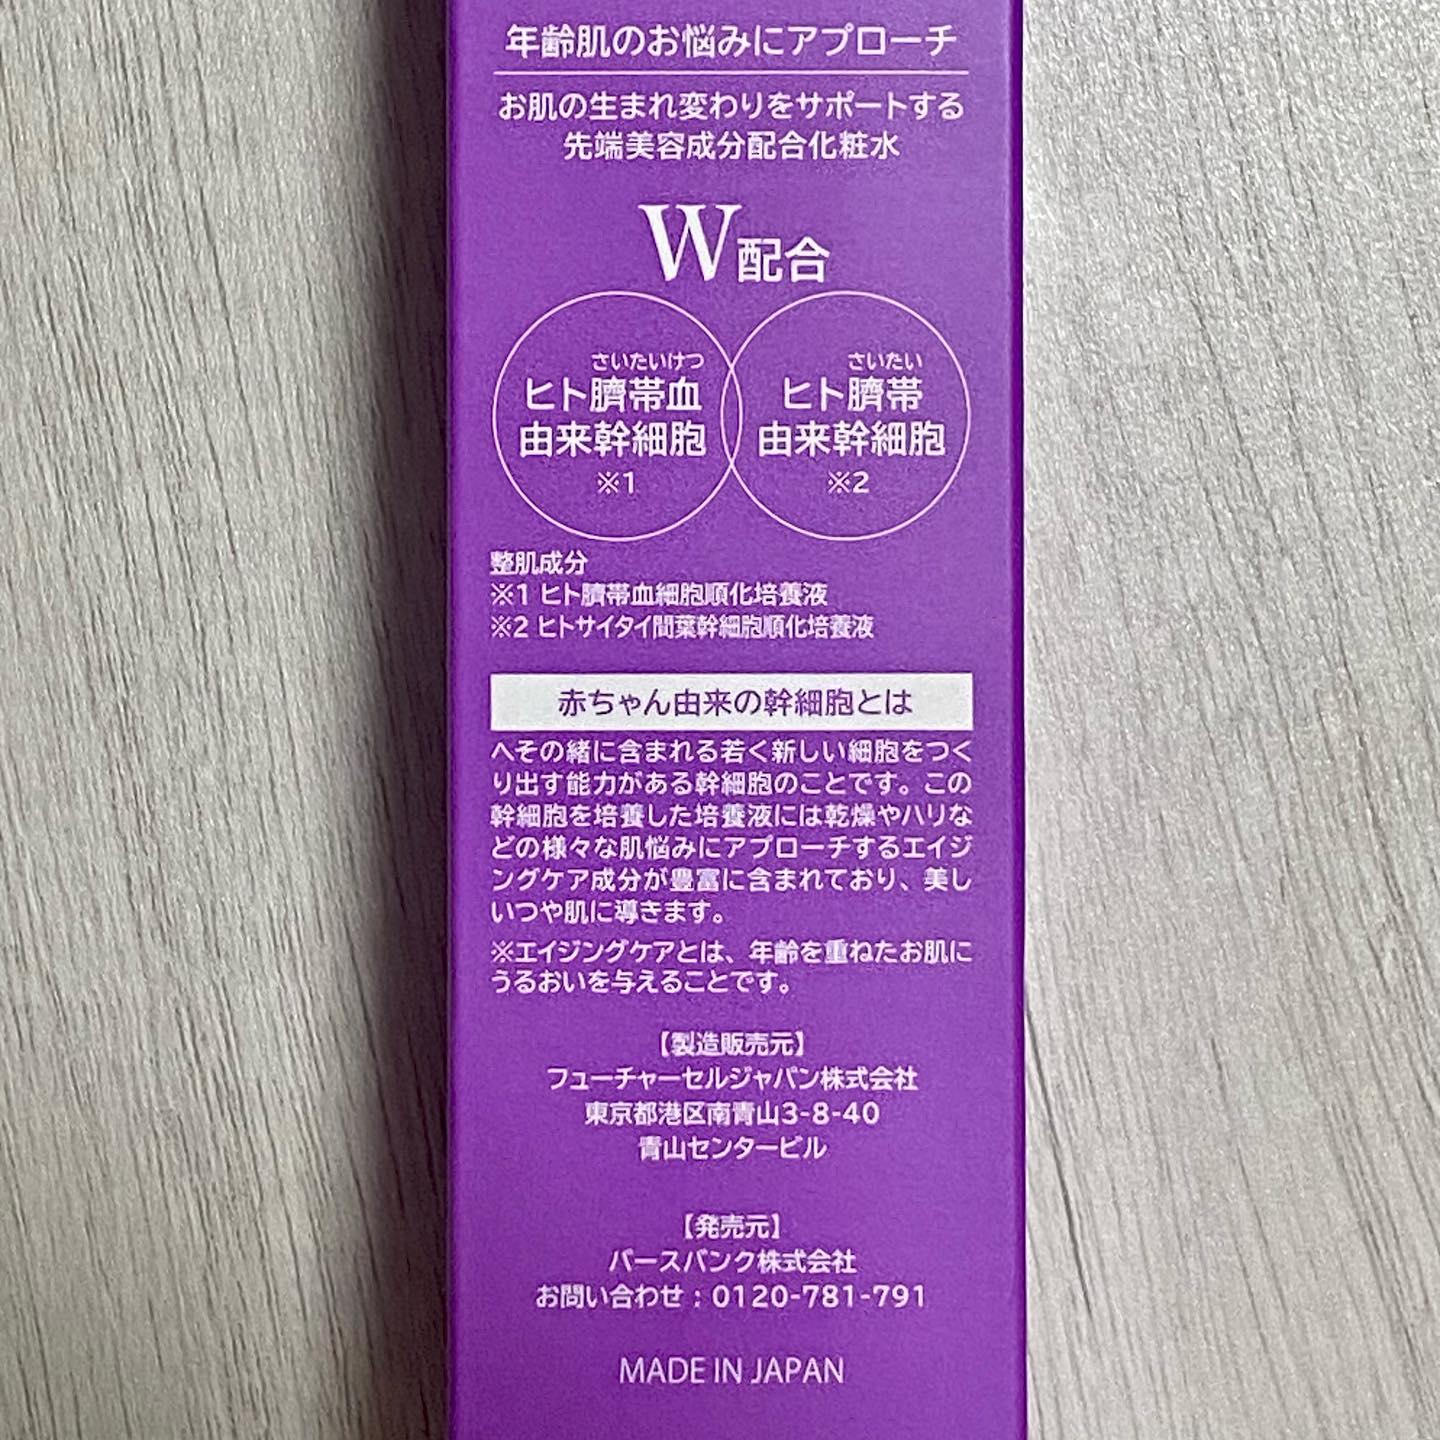 年齢肌のお悩みにアプローチ
お肌の生まれ変わりをサポートする
先端美容成分配合化粧水
W配合
さいたいけつ
ヒト臍帯血
由来幹細胞
※1
さいたい
ヒト臍帯
由来幹細胞
※2
整肌成分
※1 ヒト臍帯血細胞順化培養液
※2 ヒトサイタイ間葉幹細胞順化培養液
赤ちゃん由来の幹細胞とは
へその緒に含まれる若く新しい細胞をつく
り出す能力がある幹細胞のことです。この
幹細胞を培養した培養液には乾燥やハリな
どの様々な肌悩みにアプローチするエイジ
ングケア成分が豊富に含まれており、美し
いつや肌に導きます。
※エイジングケアとは、年齢を重ねたお肌に
うるおいを与えることです。
【製造販売元】
フューチャーセルジャパン株式会社
東京都港区南青山3-8-40
青山センタービル
【発売元】
バースバンク株式会社
お問い合わせ：0120-781-791
MADE IN JAPAN